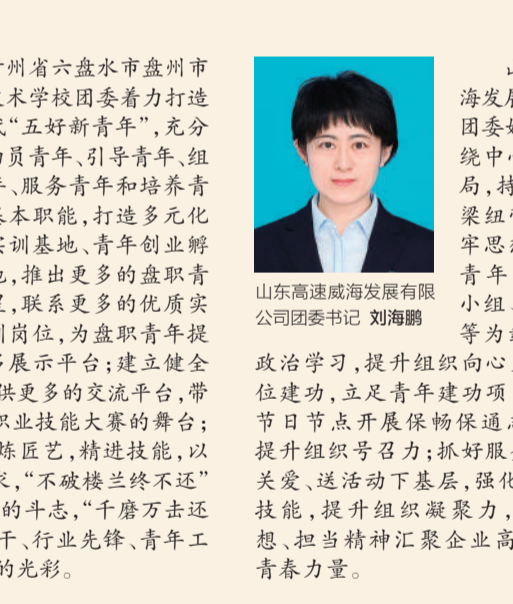 州省六盘水市盘州市
术学校团委着力打造
“五好新青年”，充分
员青年、引导青年、组
、服务青年和培养青
本职能，打造多元化
实训基地、青年创业孵
，推出更多的盘职青
，联系更多的优质实
岗位，为盘职青年提
展示平台；建立健全
供更多的交流平台，带
职业技能大赛的舞台；
炼匠艺，精进技能，以
，“不破楼兰终不还”
的斗志，“千磨万击还
干、行业先锋、青年工
的光彩。
山东高速威海发展有限
公司团委书记 刘海鹏
海发展
团委
绕中心
局，持
梁纽
牢思想
青年
小组
等为
政治学习，提升组织向心
位建功，立足青年建功项
节日节点开展保畅保通
提升组织号召力；抓好服
关爱、送活动下基层，强化
技能，提升组织凝聚力，
想、担当精神汇聚企业高
青春力量。